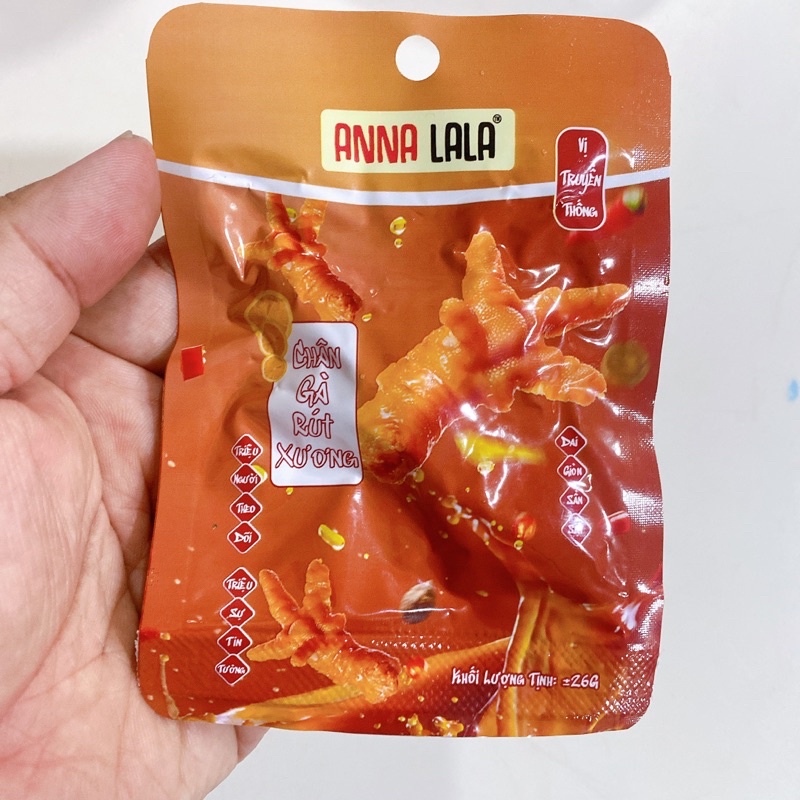 ANNA LALA®
Vị
TRUYỀN
THỐNG
CHÂN
GÀ
RÚT
XƯƠNG
TRIỆU
NGƯỜI
THEO
DÕI
DAI
GIÒN
SẦN
SẬT
TRIỆU
SỰ
TIN
TƯỞNG
KHỐI LƯỢNG TỊNH: ±26G